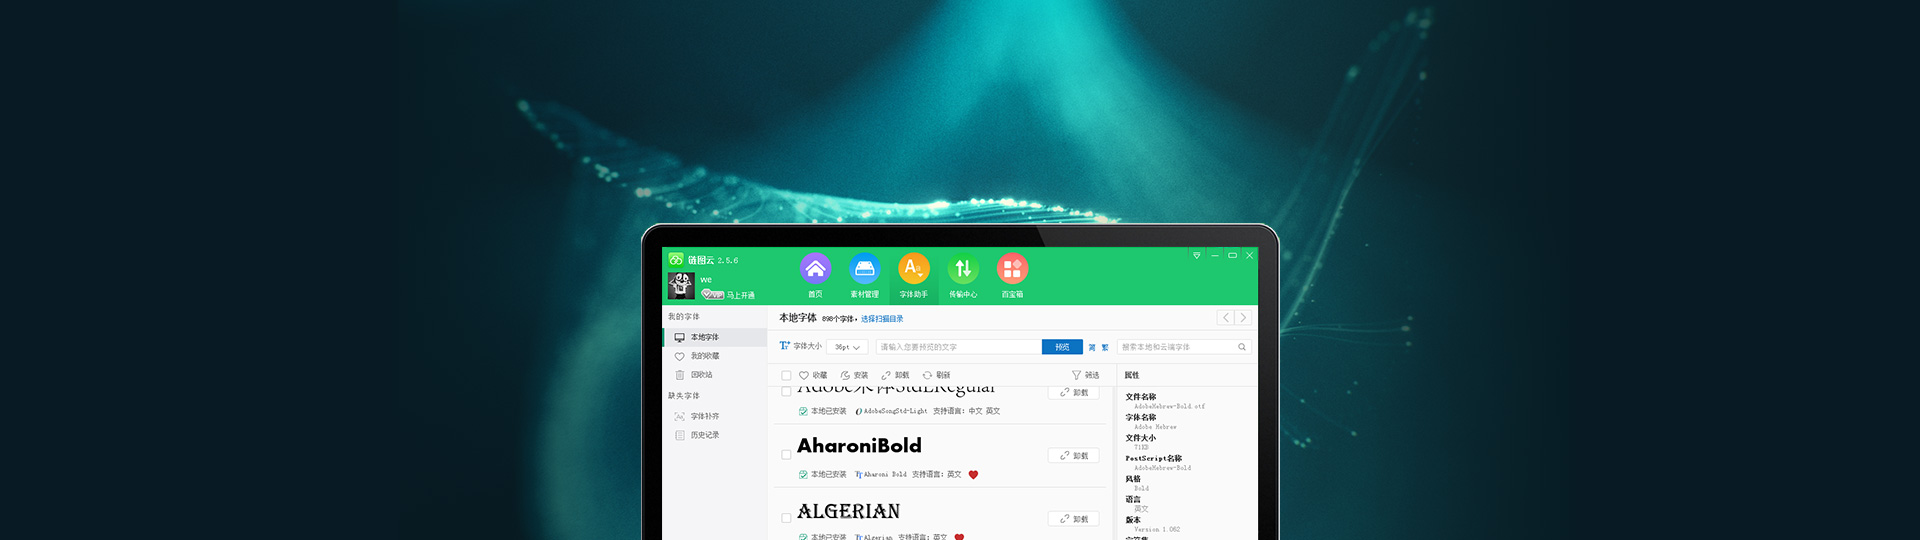 链图云 2.5.6
we
VIP 马上开通
首页 素材管理 字体助手 传输中心 百宝箱
我的字体
本地字体
我的收藏
回收站
缺失字体
字体补齐
历史记录
本地字体 898个字体, 选择扫描目录
字体大小 36pt 请输入您要预览的文字 预览 简 繁 搜索本地和云端字体
收藏 安装 卸载 刷新 筛选
卸载
本地已安装 AdobeSongStd-Light 支持语言: 中文 英文
AharoniBold
卸载
本地已安装 Aharoni Bold 支持语言: 英文
ALGERIAN
卸载
本地已安装 Algerian 支持语言: 英文
属性
文件名称
AdobeHebrew-Bold.otf
字体名称
Adobe Hebrew
文件大小
71KB
PostScript名称
AdobeHebrew-Bold
风格
Bold
语言
英文
版本
Version 1.062